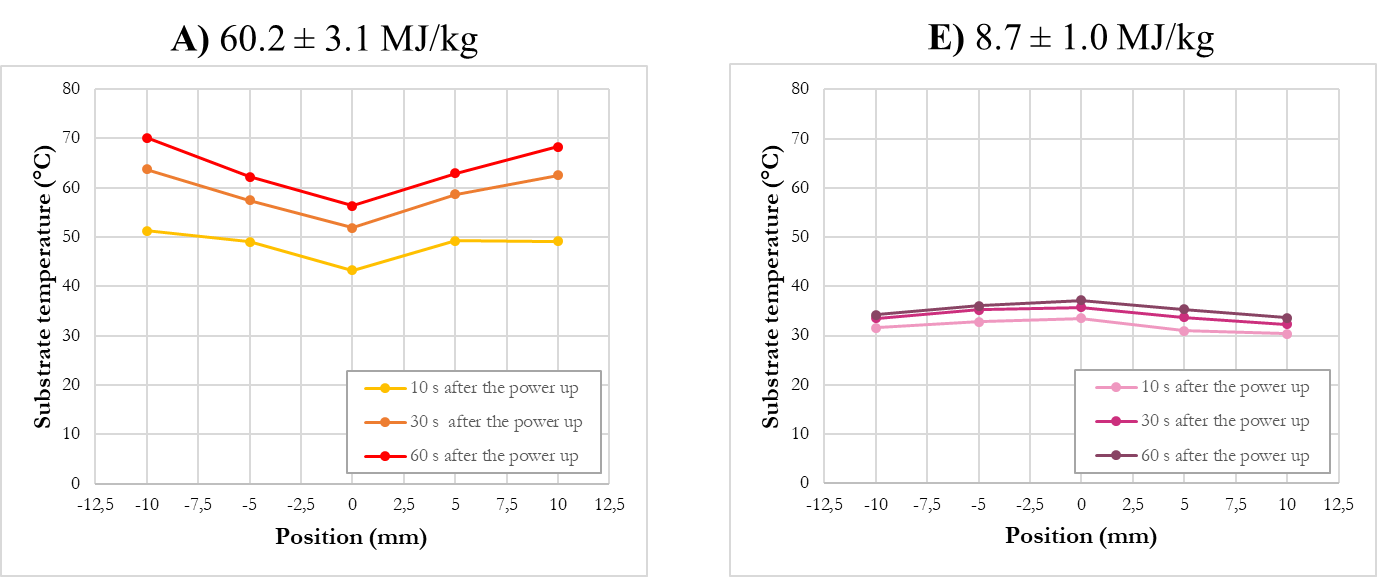 A) 60.2 ± 3.1 MJ/kg
80
70
60
50
40
30
20
10
0
Substrate temperature (°C)
-12,5 -10 -7,5 -5 -2,5 0 2,5 5 7,5 10 12,5
Position (mm)
10 s after the power up
30 s  after the power up
60 s after the power up
E) 8.7 ± 1.0 MJ/kg
80
70
60
50
40
30
20
10
0
Substrate temperature (°C)
-12,5 -10 -7,5 -5 -2,5 0 2,5 5 7,5 10 12,5
Position (mm)
10 s after the power up
30 s after the power up
60 s after the power up